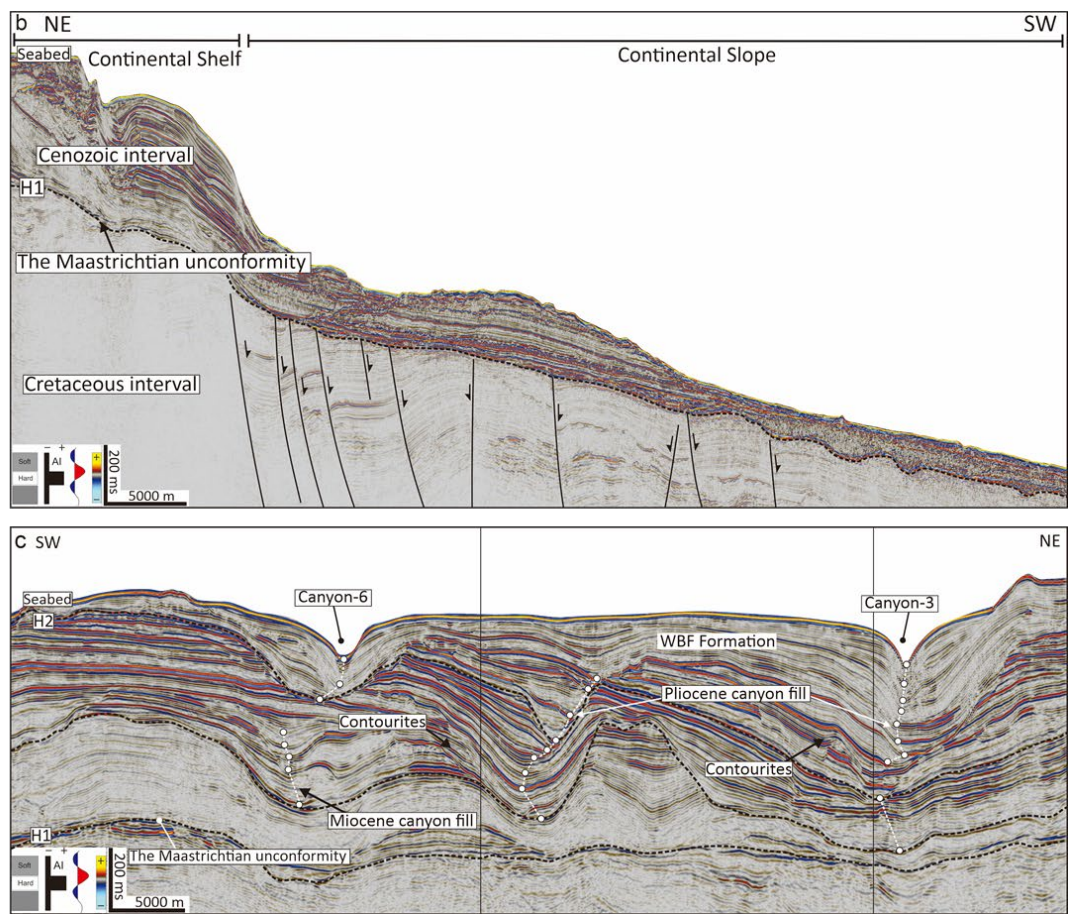 b NE SW
Continental Shelf Continental Slope
Seabed
Cenozoic interval
H1
The Maastrichtian unconformity
Cretaceous interval
Soft
Hard
AI
- +
+
-
200 ms
5000 m
c SW NE
Canyon-6 Canyon-3
Seabed
H2
WBF Formation
Pliocene canyon fill
Contourites
Contourites
Miocene canyon fill
H1
The Maastrichtian unconformity
Soft
Hard
AI
- +
+
-
200 ms
5000 m